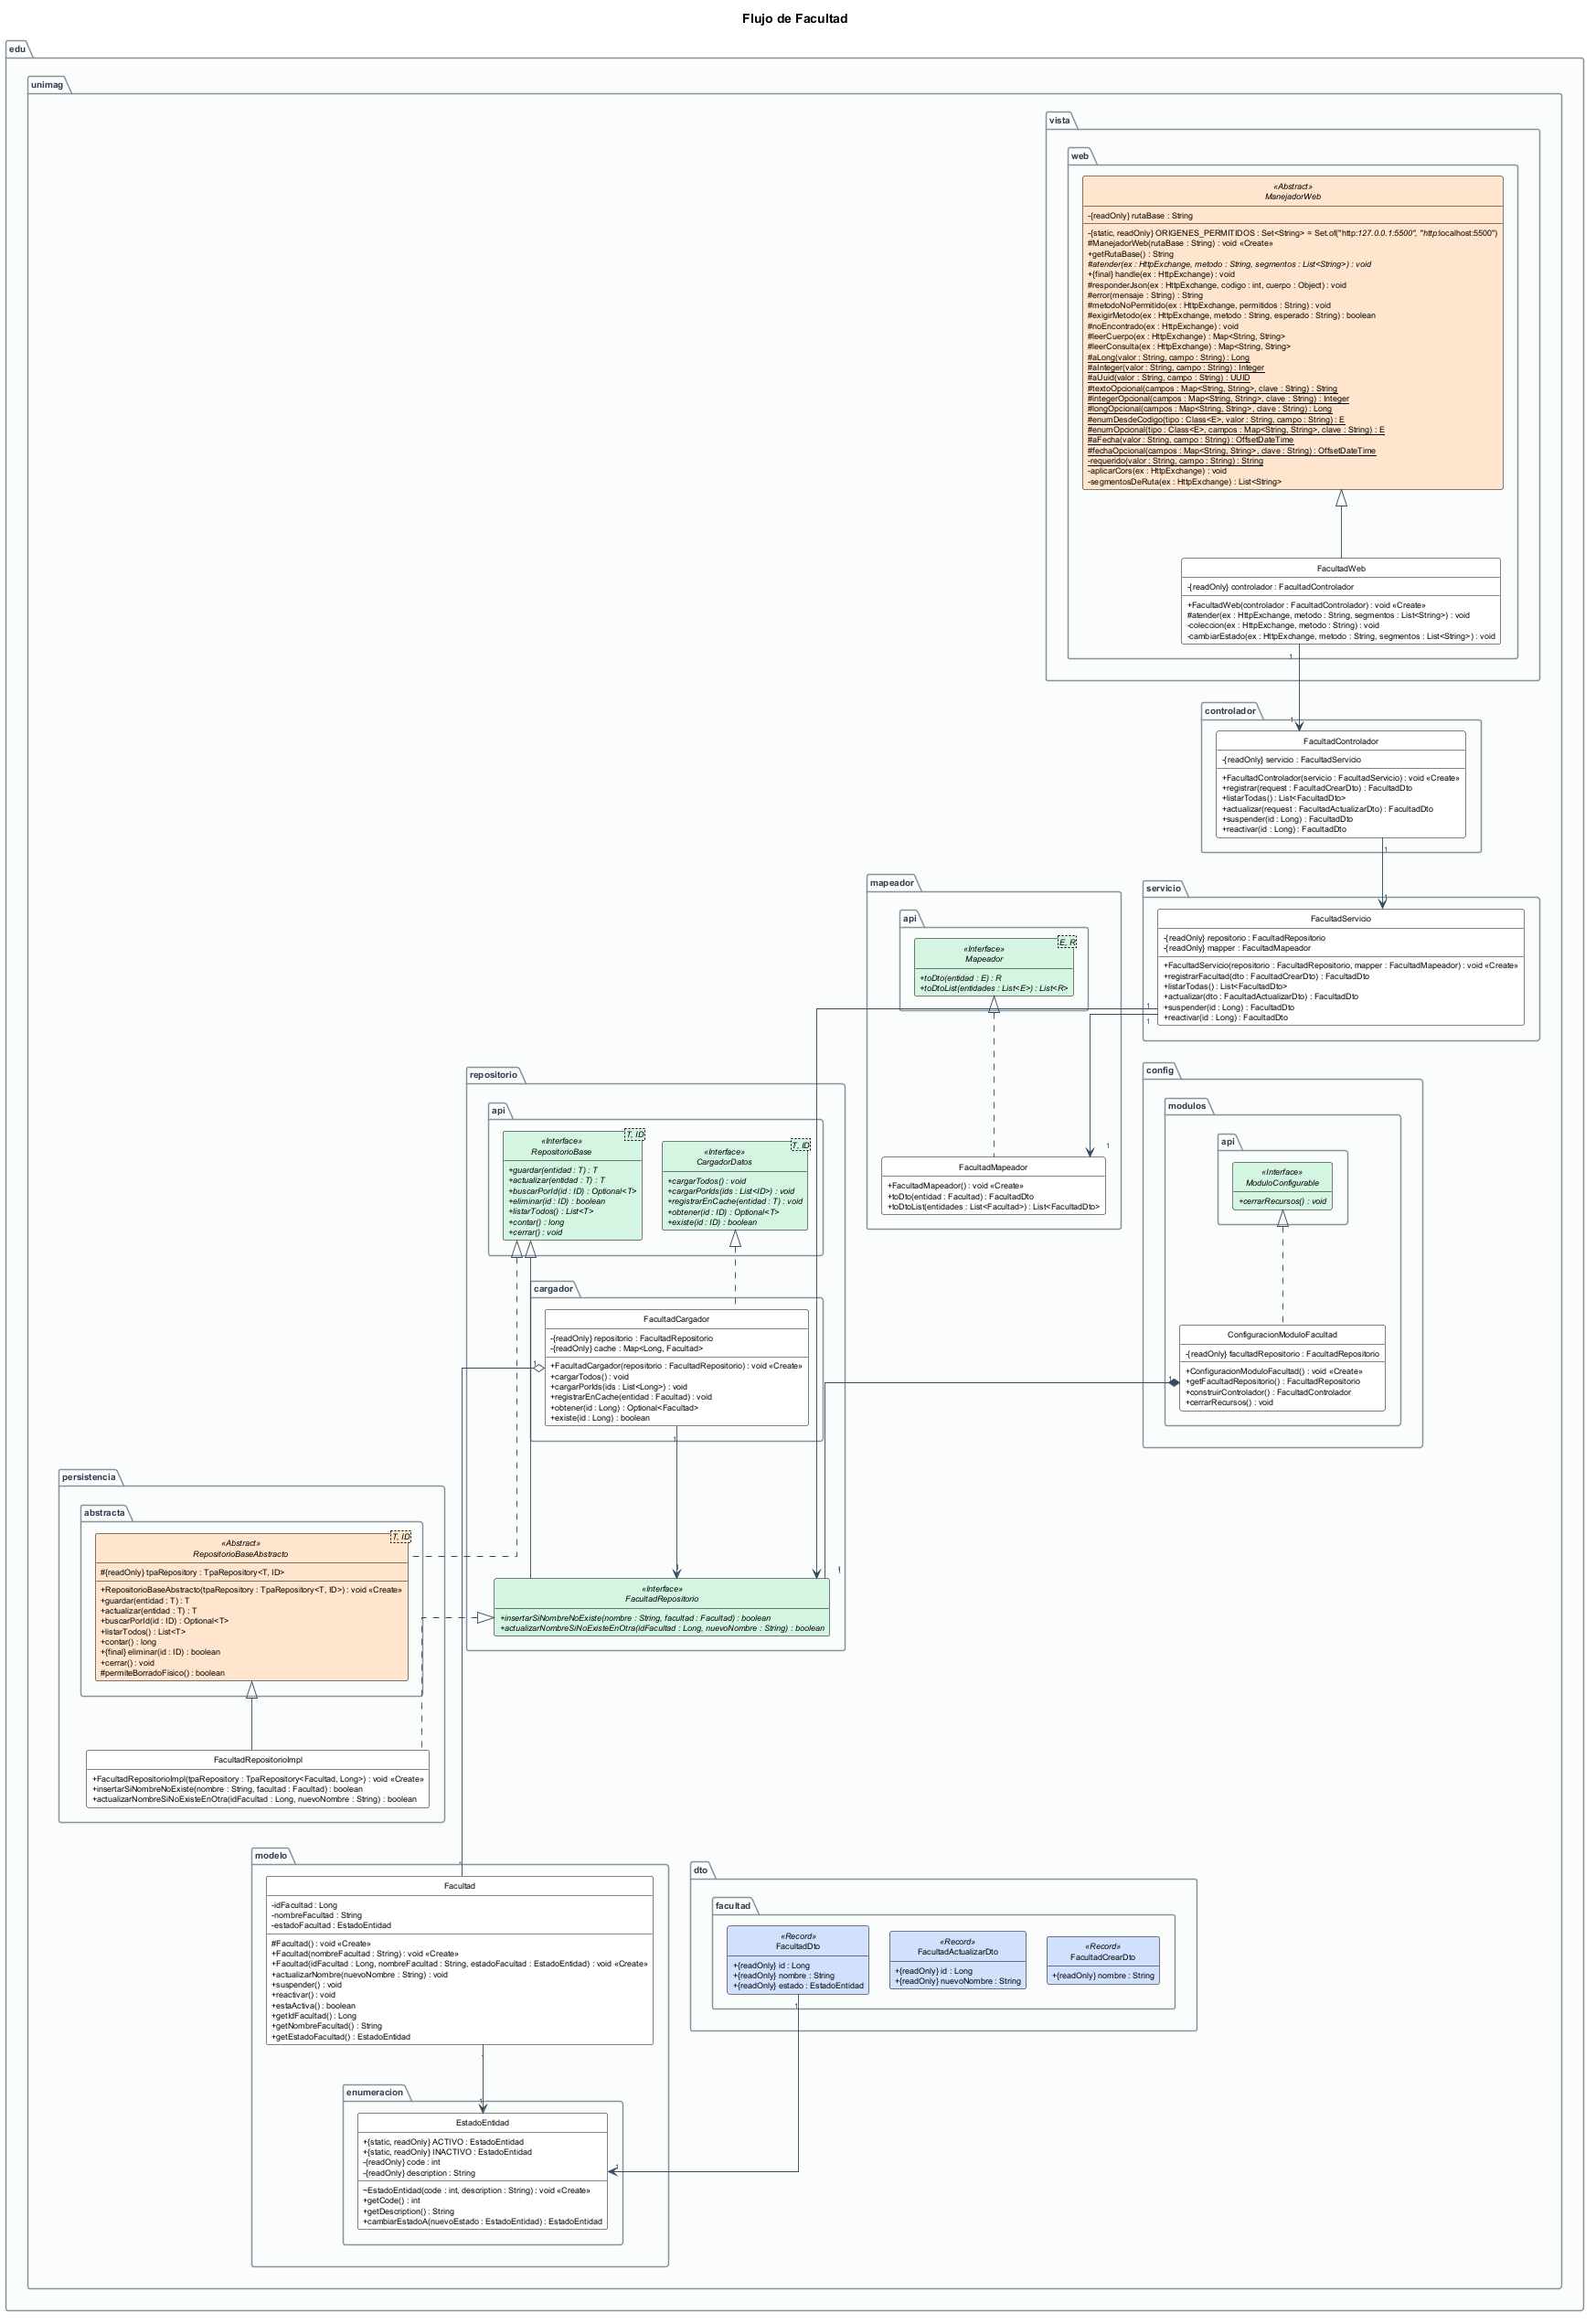 Flujo de Facultad
edu
unimag
vista
web
«Abstract»
ManejadorWeb
-{readOnly} rutaBase : String
-{static, readOnly} ORIGENES_PERMITIDOS : Set<String> = Set.of("http:127.0.0.1:5500", "http:localhost:5500")
#ManejadorWeb(rutaBase : String) : void «Create»
+getRutaBase() : String
#atender(ex : HttpExchange, metodo : String, segmentos : List<String>) : void
+{final} handle(ex : HttpExchange) : void
#responderJson(ex : HttpExchange, codigo : int, cuerpo : Object) : void
#error(mensaje : String) : String
#metodoNoPermitido(ex : HttpExchange, permitidos : String) : void
#exigirMetodo(ex : HttpExchange, metodo : String, esperado : String) : boolean
#noEncontrado(ex : HttpExchange) : void
#leerCuerpo(ex : HttpExchange) : Map<String, String>
#leerConsulta(ex : HttpExchange) : Map<String, String>
#aLong(valor : String, campo : String) : Long
#aInteger(valor : String, campo : String) : Integer
#aUuid(valor : String, campo : String) : UUID
#textoOpcional(campos : Map<String, String>, clave : String) : String
#integerOpcional(campos : Map<String, String>, clave : String) : Integer
#longOpcional(campos : Map<String, String>, clave : String) : Long
#enumDesdeCodigo(tipo : Class<E>, valor : String, campo : String) : E
#enumOpcional(tipo : Class<E>, campos : Map<String, String>, clave : String) : E
#aFecha(valor : String, campo : String) : OffsetDateTime
#fechaOpcional(campos : Map<String, String>, clave : String) : OffsetDateTime
-requerido(valor : String, campo : String) : String
-aplicarCors(ex : HttpExchange) : void
-segmentosDeRuta(ex : HttpExchange) : List<String>
FacultadWeb
-{readOnly} controlador : FacultadControlador
+FacultadWeb(controlador : FacultadControlador) : void «Create»
#atender(ex : HttpExchange, metodo : String, segmentos : List<String>) : void
-coleccion(ex : HttpExchange, metodo : String) : void
-cambiarEstado(ex : HttpExchange, metodo : String, segmentos : List<String>) : void
1
controlador
1
FacultadControlador
-{readOnly} servicio : FacultadServicio
+FacultadControlador(servicio : FacultadServicio) : void «Create»
+registrar(request : FacultadCrearDto) : FacultadDto
+listarTodas() : List<FacultadDto>
+actualizar(request : FacultadActualizarDto) : FacultadDto
+suspender(id : Long) : FacultadDto
+reactivar(id : Long) : FacultadDto
1
servicio
1
FacultadServicio
-{readOnly} repositorio : FacultadRepositorio
-{readOnly} mapper : FacultadMapeador
+FacultadServicio(repositorio : FacultadRepositorio, mapper : FacultadMapeador) : void «Create»
+registrarFacultad(dto : FacultadCrearDto) : FacultadDto
+listarTodas() : List<FacultadDto>
+actualizar(dto : FacultadActualizarDto) : FacultadDto
+suspender(id : Long) : FacultadDto
+reactivar(id : Long) : FacultadDto
1
1
mapeador
api
E, R
«Interface»
Mapeador
+toDto(entidad : E) : R
+toDtoList(entidades : List<E>) : List<R>
1
FacultadMapeador
+FacultadMapeador() : void «Create»
+toDto(entidad : Facultad) : FacultadDto
+toDtoList(entidades : List<Facultad>) : List<FacultadDto>
config
modulos
api
«Interface»
ModuloConfigurable
+cerrarRecursos() : void
ConfiguracionModuloFacultad
-{readOnly} facultadRepositorio : FacultadRepositorio
+ConfiguracionModuloFacultad() : void «Create»
+getFacultadRepositorio() : FacultadRepositorio
+construirControlador() : FacultadControlador
+cerrarRecursos() : void
1
repositorio
api
T, ID
«Interface»
RepositorioBase
+guardar(entidad : T) : T
+actualizar(entidad : T) : T
+buscarPorId(id : ID) : Optional<T>
+eliminar(id : ID) : boolean
+listarTodos() : List<T>
+contar() : long
+cerrar() : void
T, ID
«Interface»
CargadorDatos
+cargarTodos() : void
+cargarPorIds(ids : List<ID>) : void
+registrarEnCache(entidad : T) : void
+obtener(id : ID) : Optional<T>
+existe(id : ID) : boolean
cargador
FacultadCargador
-{readOnly} repositorio : FacultadRepositorio
-{readOnly} cache : Map<Long, Facultad>
+FacultadCargador(repositorio : FacultadRepositorio) : void «Create»
+cargarTodos() : void
+cargarPorIds(ids : List<Long>) : void
+registrarEnCache(entidad : Facultad) : void
+obtener(id : Long) : Optional<Facultad>
+existe(id : Long) : boolean
1
1
1
1
«Interface»
FacultadRepositorio
+insertarSiNombreNoExiste(nombre : String, facultad : Facultad) : boolean
+actualizarNombreSiNoExisteEnOtra(idFacultad : Long, nuevoNombre : String) : boolean
persistencia
abstracta
T, ID
«Abstract»
RepositorioBaseAbstracto
#{readOnly} tpaRepository : TpaRepository<T, ID>
+RepositorioBaseAbstracto(tpaRepository : TpaRepository<T, ID>) : void «Create»
+guardar(entidad : T) : T
+actualizar(entidad : T) : T
+buscarPorId(id : ID) : Optional<T>
+listarTodos() : List<T>
+contar() : long
+{final} eliminar(id : ID) : boolean
+cerrar() : void
#permiteBorradoFisico() : boolean
FacultadRepositorioImpl
+FacultadRepositorioImpl(tpaRepository : TpaRepository<Facultad, Long>) : void «Create»
+insertarSiNombreNoExiste(nombre : String, facultad : Facultad) : boolean
+actualizarNombreSiNoExisteEnOtra(idFacultad : Long, nuevoNombre : String) : boolean
modelo
Facultad
-idFacultad : Long
-nombreFacultad : String
-estadoFacultad : EstadoEntidad
#Facultad() : void «Create»
+Facultad(nombreFacultad : String) : void «Create»
+Facultad(idFacultad : Long, nombreFacultad : String, estadoFacultad : EstadoEntidad) : void «Create»
+actualizarNombre(nuevoNombre : String) : void
+suspender() : void
+reactivar() : void
+estaActiva() : boolean
+getIdFacultad() : Long
+getNombreFacultad() : String
+getEstadoFacultad() : EstadoEntidad
1
enumeracion
1
EstadoEntidad
+{static, readOnly} ACTIVO : EstadoEntidad
+{static, readOnly} INACTIVO : EstadoEntidad
-{readOnly} code : int
-{readOnly} description : String
~EstadoEntidad(code : int, description : String) : void «Create»
+getCode() : int
+getDescription() : String
+cambiarEstadoA(nuevoEstado : EstadoEntidad) : EstadoEntidad
1
dto
facultad
«Record»
FacultadDto
+{readOnly} id : Long
+{readOnly} nombre : String
+{readOnly} estado : EstadoEntidad
1
«Record»
FacultadActualizarDto
+{readOnly} id : Long
+{readOnly} nuevoNombre : String
«Record»
FacultadCrearDto
+{readOnly} nombre : String